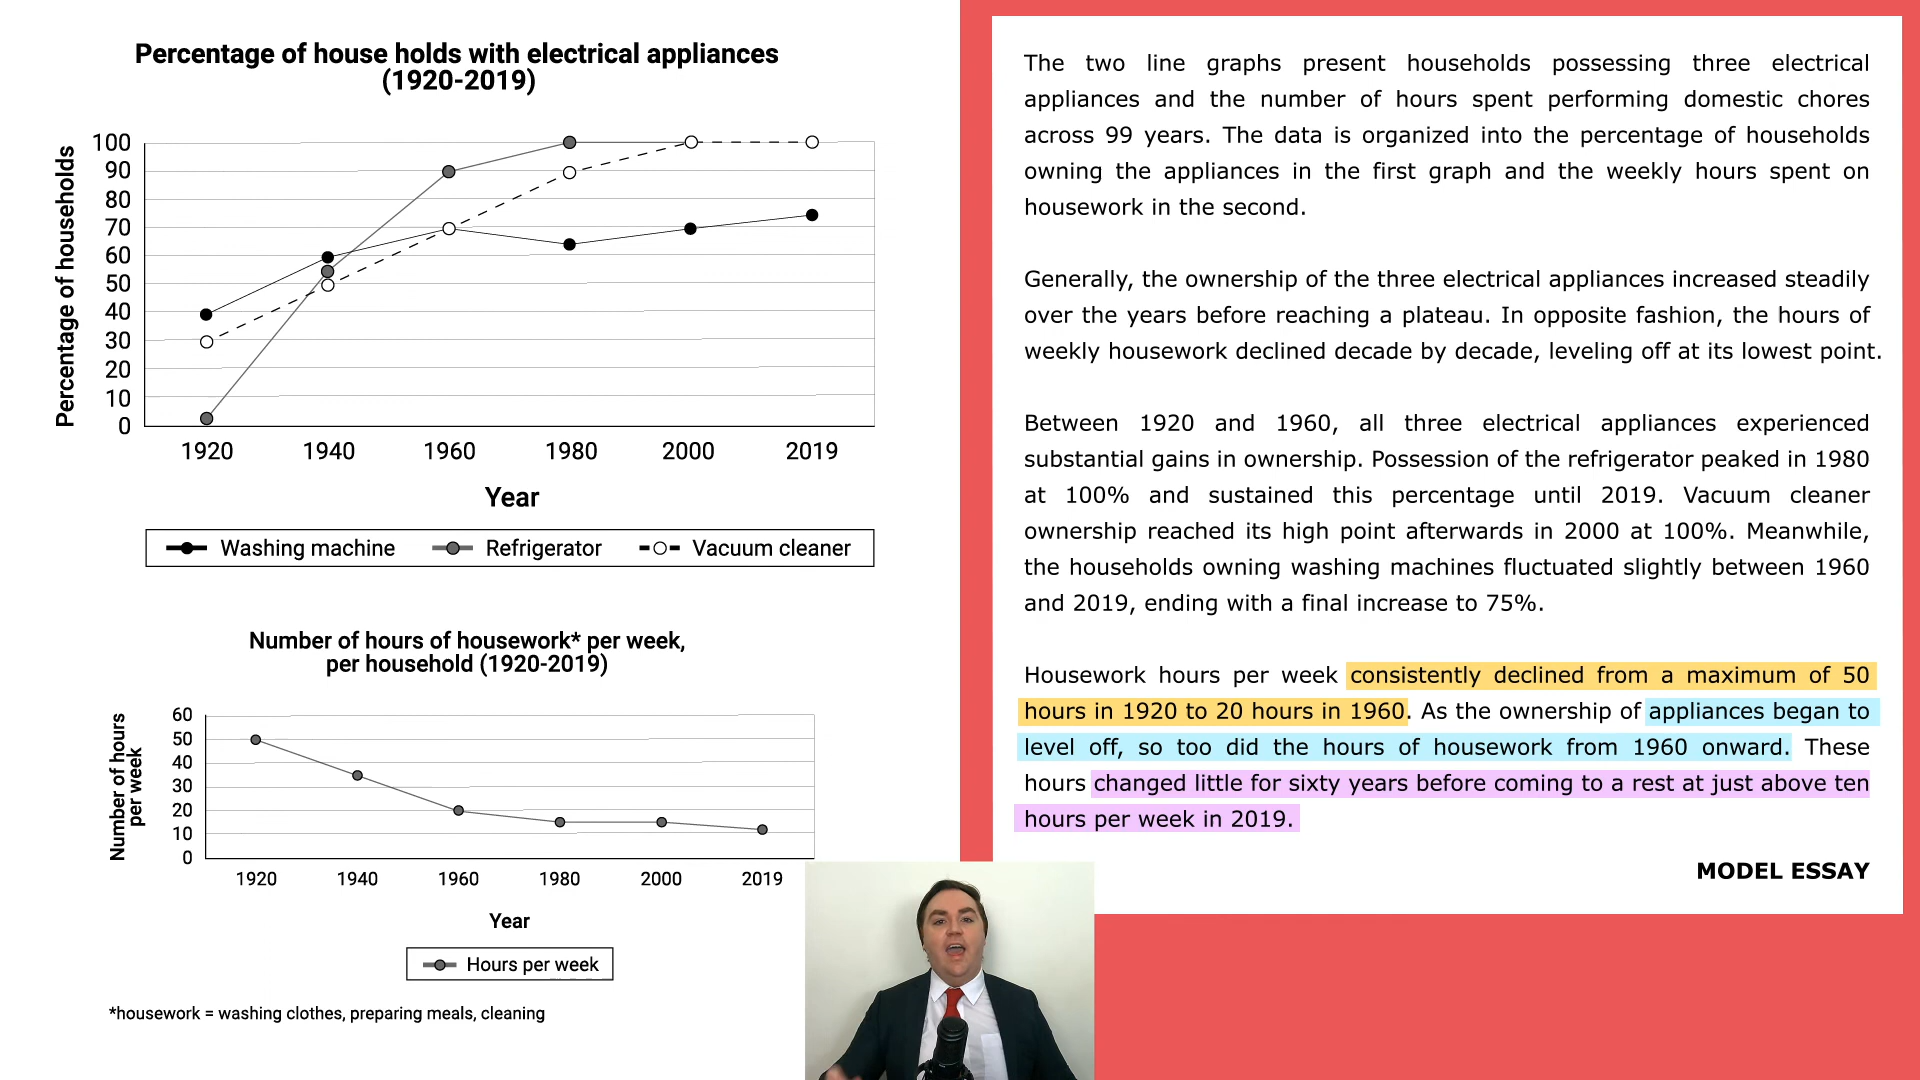 Percentage of house holds with electrical appliances
(1920-2019)
Percentage of households
100
90
80
70
60
50
40
30
20
10
0
1920 1940 1960 1980 2000 2019
Year
Washing machine Refrigerator Vacuum cleaner
Number of hours of housework* per week,
per household (1920-2019)
Number of hours
per week
60
50
40
30
20
10
0
1920 1940 1960 1980 2000 2019
Year
Hours per week
*housework = washing clothes, preparing meals, cleaning
The two line graphs present households possessing three electrical
appliances and the number of hours spent performing domestic chores
across 99 years. The data is organized into the percentage of households
owning the appliances in the first graph and the weekly hours spent on
housework in the second.
Generally, the ownership of the three electrical appliances increased steadily
over the years before reaching a plateau. In opposite fashion, the hours of
weekly housework declined decade by decade, leveling off at its lowest point.
Between 1920 and 1960, all three electrical appliances experienced
substantial gains in ownership. Possession of the refrigerator peaked in 1980
at 100% and sustained this percentage until 2019. Vacuum cleaner
ownership reached its high point afterwards in 2000 at 100%. Meanwhile,
the households owning washing machines fluctuated slightly between 1960
and 2019, ending with a final increase to 75%.
Housework hours per week consistently declined from a maximum of 50
hours in 1920 to 20 hours in 1960. As the ownership of appliances began to
level off, so too did the hours of housework from 1960 onward. These
hours changed little for sixty years before coming to a rest at just above ten
hours per week in 2019.
MODEL ESSAY